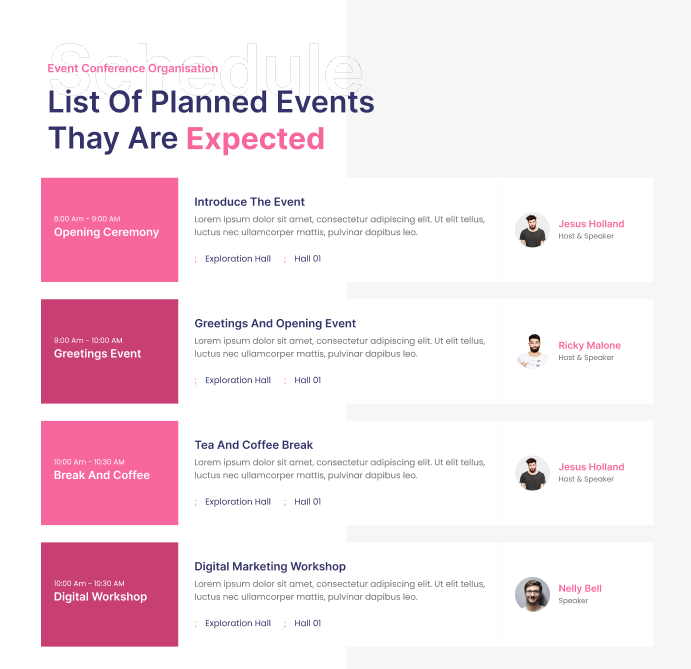 Schedule
Event Conference Organisation
List Of Planned Events
Thay Are Expected
8:00 Am - 9:00 AM
Opening Ceremony
Introduce The Event
Lorem ipsum dolor sit amet, consectetur adipiscing elit. Ut elit tellus,
luctus nec ullamcorper mattis, pulvinar dapibus leo.
; Exploration Hall ; Hall 01
Jesus Holland
Host & Speaker
9:00 Am - 10:00 AM
Greetings Event
Greetings And Opening Event
Lorem ipsum dolor sit amet, consectetur adipiscing elit. Ut elit tellus,
luctus nec ullamcorper mattis, pulvinar dapibus leo.
; Exploration Hall ; Hall 01
Ricky Malone
Host & Speaker
10:00 Am - 10:30 AM
Break And Coffee
Tea And Coffee Break
Lorem ipsum dolor sit amet, consectetur adipiscing elit. Ut elit tellus,
luctus nec ullamcorper mattis, pulvinar dapibus leo.
; Exploration Hall ; Hall 01
Jesus Holland
Host & Speaker
10:00 Am - 10:30 AM
Digital Workshop
Digital Marketing Workshop
Lorem ipsum dolor sit amet, consectetur adipiscing elit. Ut elit tellus,
luctus nec ullamcorper mattis, pulvinar dapibus leo.
; Exploration Hall ; Hall 01
Nelly Bell
Speaker